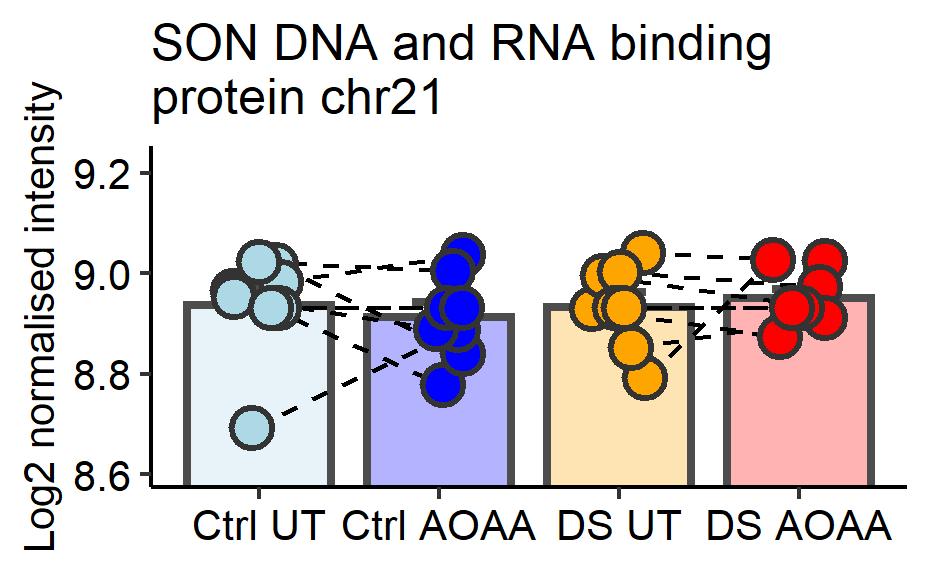 SON DNA and RNA binding
protein chr21
Log2 normalised intensity
9.2
9.0
8.8
8.6
Ctrl UT
Ctrl AOAA
DS UT
DS AOAA